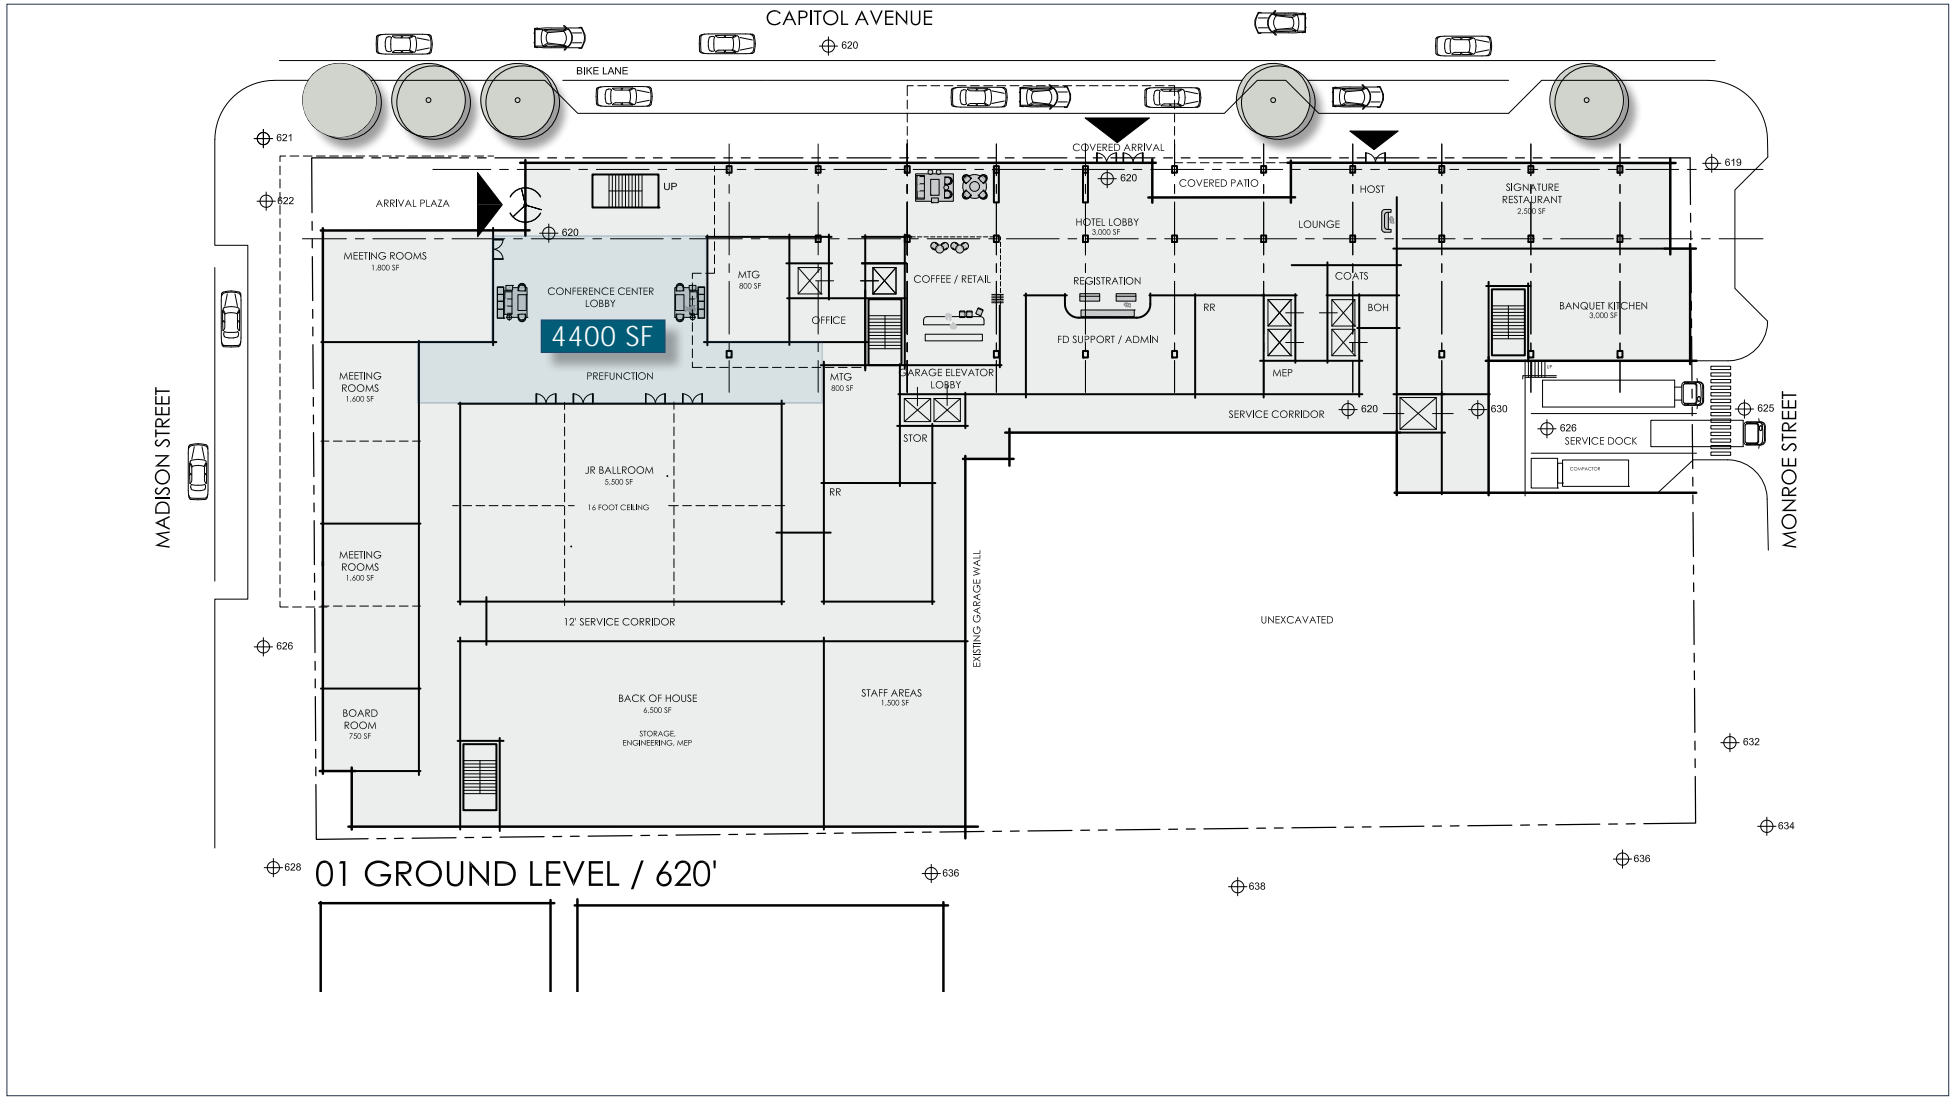 CAPITOL AVENUE
620
BIKE LANE
621
COVERED ARRIVAL
619
620
COVERED PATIO
UP
HOST
SIGNATURE
RESTAURANT
2,500 SF
622
ARRIVAL PLAZA
620
HOTEL LOBBY
3,000 SF
LOUNGE
MEETING ROOMS
1,800 SF
MTG
800 SF
COFFEE / RETAIL
REGISTRATION
COATS
CONFERENCE CENTER
LOBBY
4400 SF
OFFICE
RR
BOH
BANQUET KITCHEN
3,000 SF
FD SUPPORT / ADMIN
PREFUNCTION
MEETING
ROOMS
1,600 SF
MTG
800 SF
GARAGE ELEVATOR
LOBBY
MEP
UP
MADISON STREET
SERVICE CORRIDOR
620
630
625
626
SERVICE DOCK
MONROE STREET
STOR
COMPACTOR
JR BALLROOM
5,500 SF
16 FOOT CEILING
RR
MEETING
ROOMS
1,600 SF
EXISTING GARAGE WALL
12' SERVICE CORRIDOR
UNEXCAVATED
626
BACK OF HOUSE
6,500 SF
STORAGE,
ENGINEERING, MEP
STAFF AREAS
1,500 SF
BOARD
ROOM
750 SF
632
634
628
01 GROUND LEVEL / 620'
636
638
636